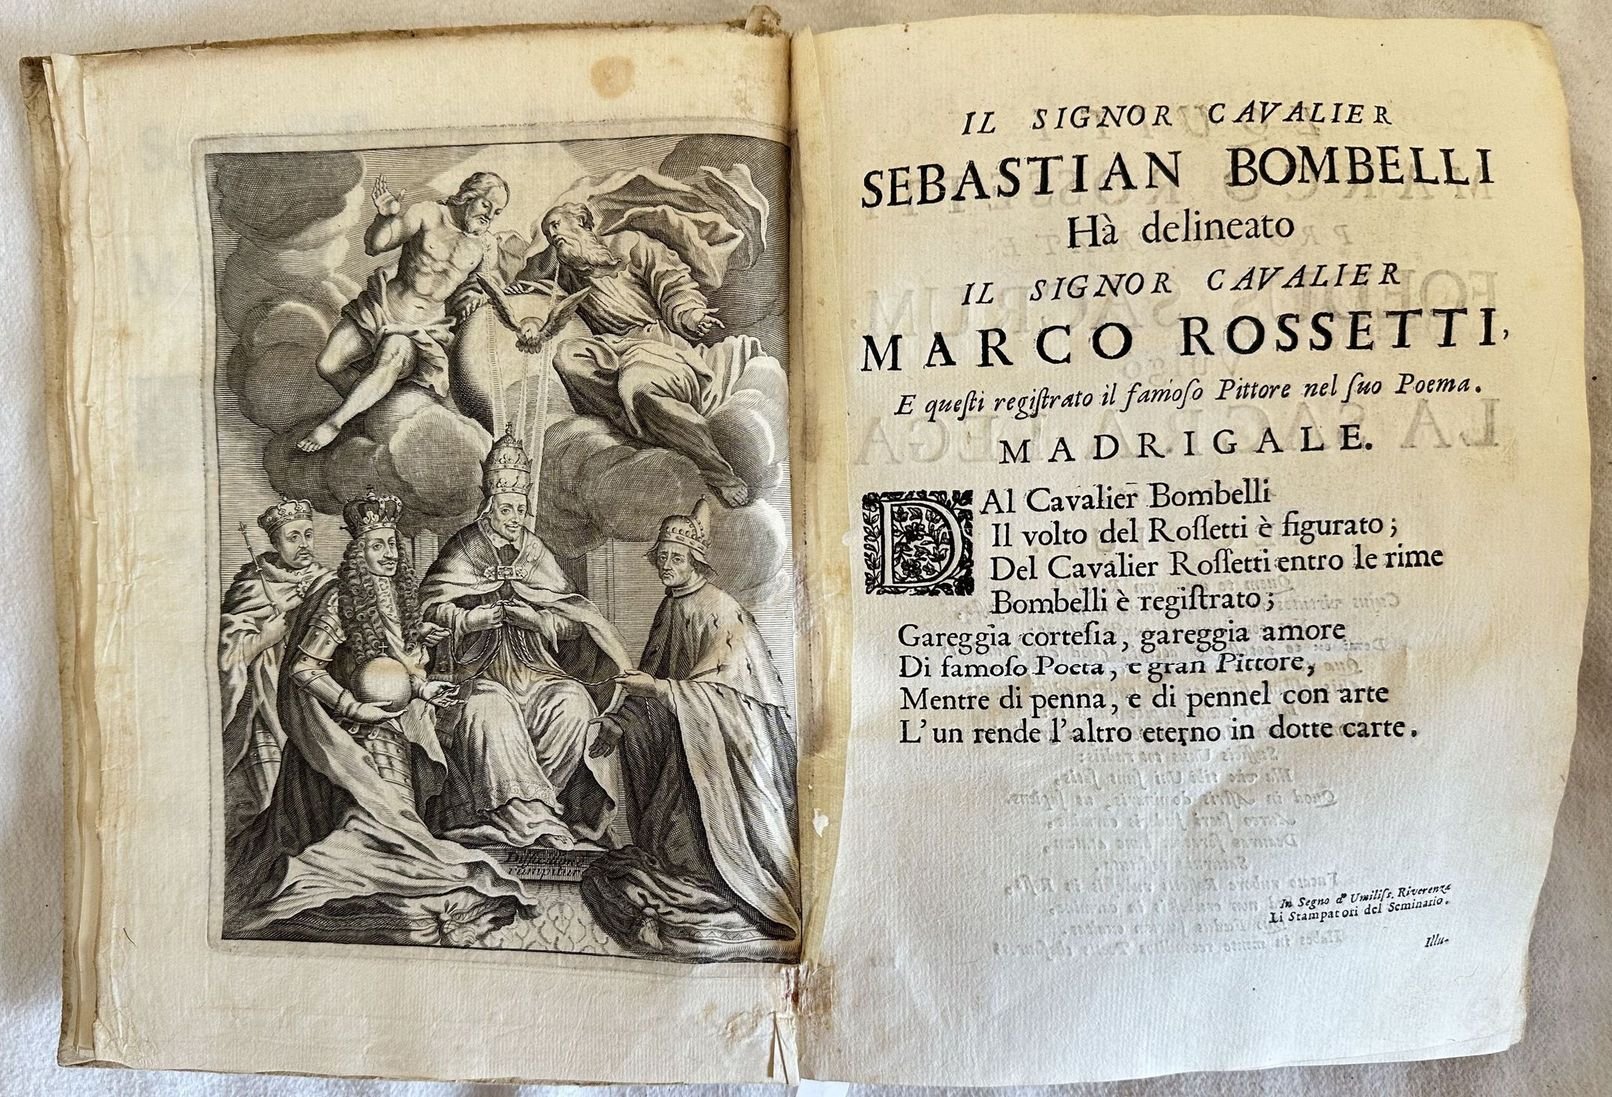 Difficilime
rumpitur
IL SIGNOR CAVALIER
SEBASTIAN BOMBELLI
Hà delineato
IL SIGNOR CAVALIER
MARCO ROSSETTI,
E queſti regiſtrato il famoſo Pittore nel ſuo Poema.
MADRIGALE.
DAl Cavalier Bombelli
Il volto del Roſſetti è figurato;
Del Cavalier Roſſetti entro le rime
Bombelli è regiſtrato;
Gareggia corteſia, gareggia amore
Di famoſo Poeta, e gran Pittore,
Mentre di penna, e di pennel con arte
L'un rende l'altro eterno in dotte carte.
In Segno d' Umiliſs. Riverenza
Li Stampatori del Seminario.
Illu-